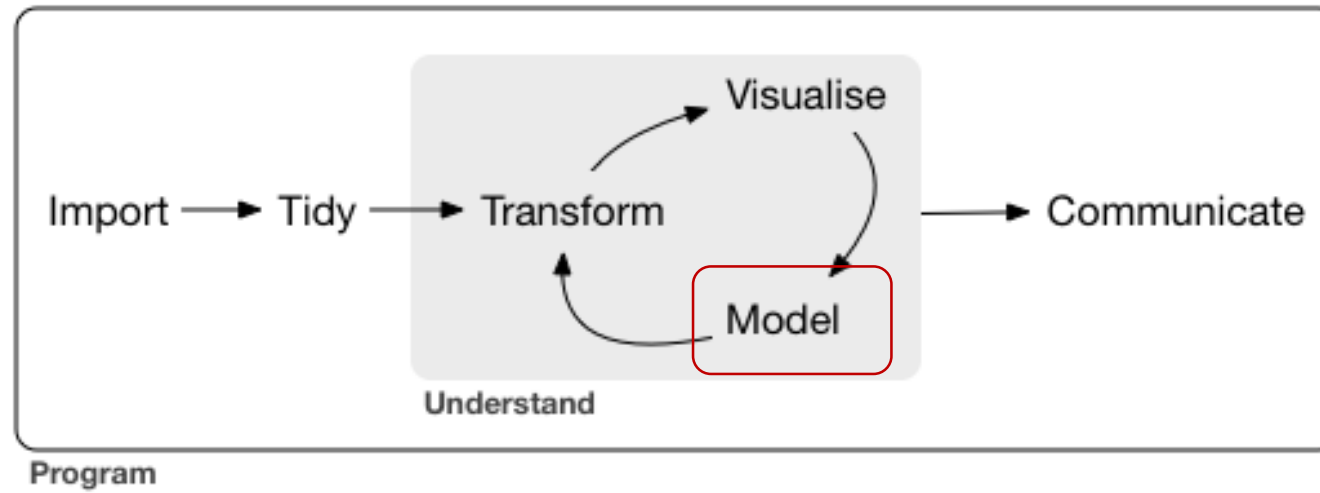 Visualise
Import
Tidy
Transform
Communicate
Model
Understand
Program